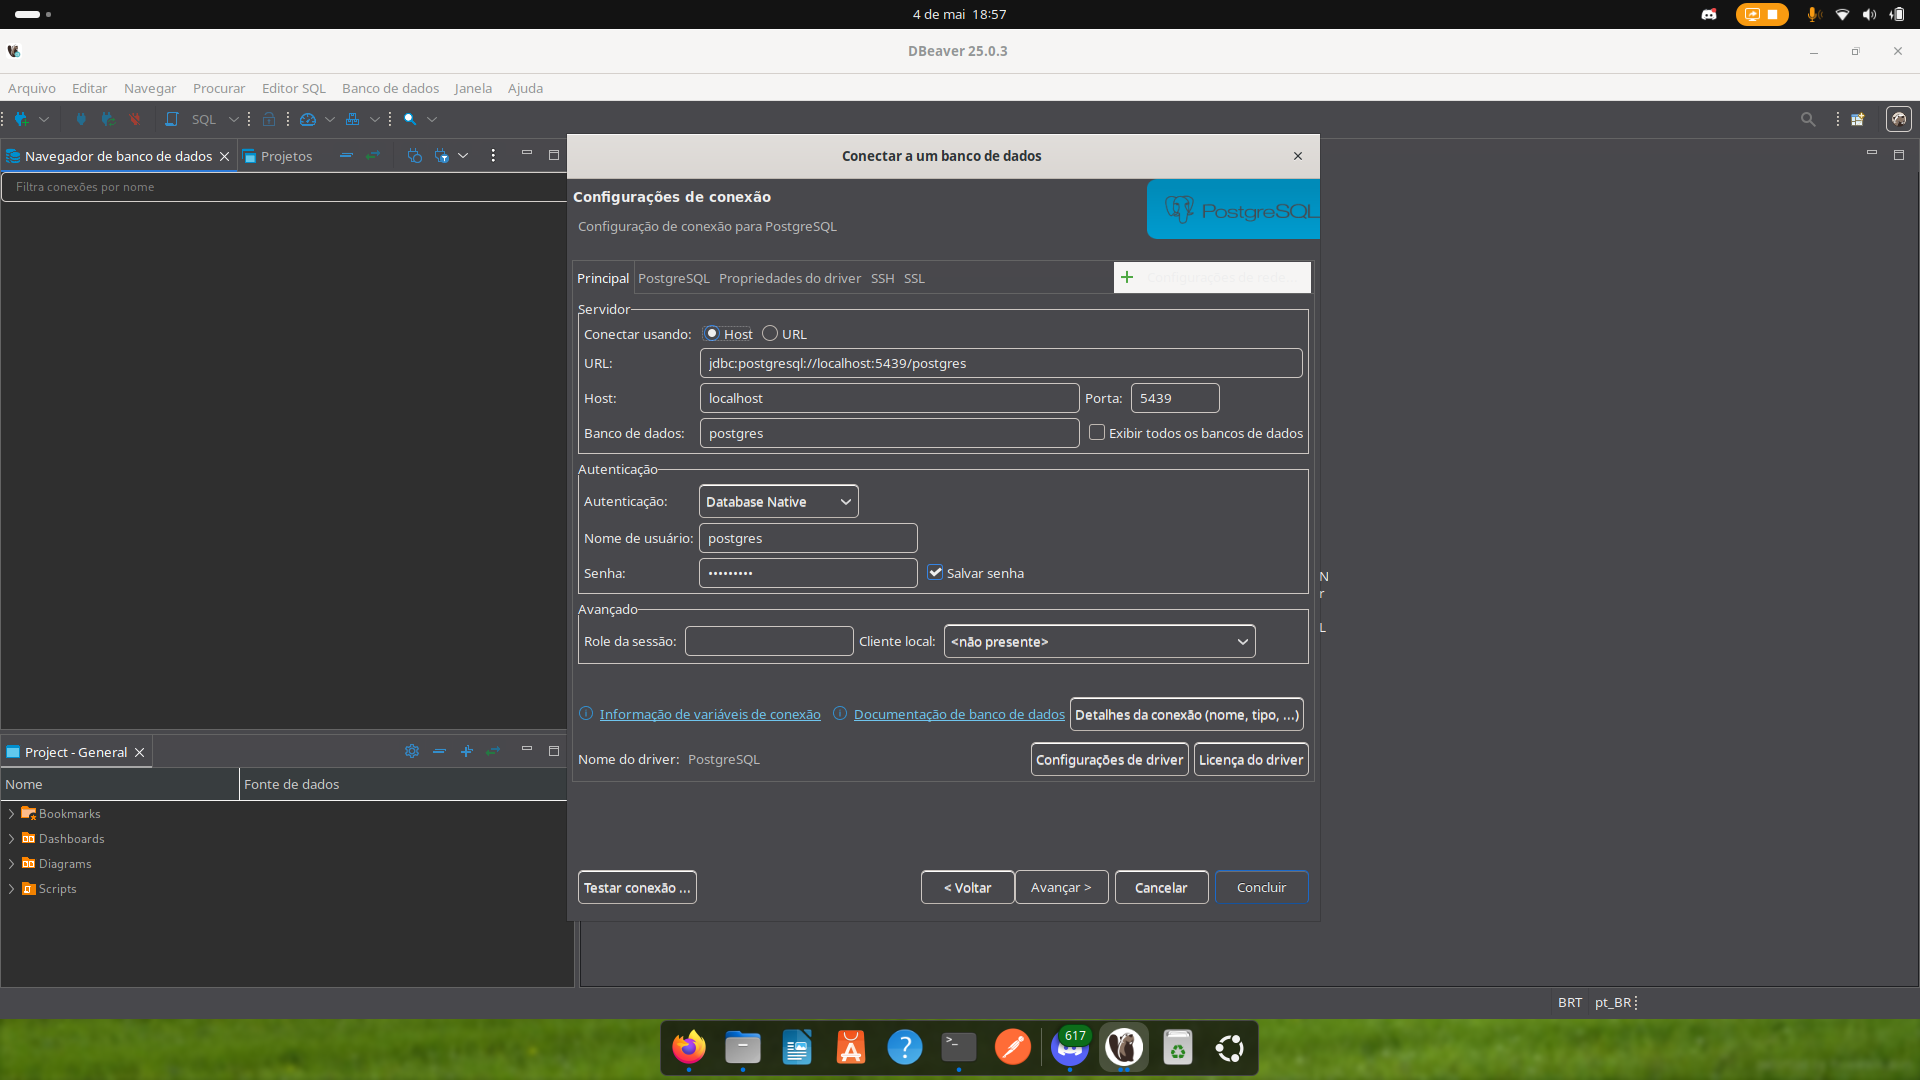 4 de mai 18:57
DBeaver 25.0.3
Arquivo Editar Navegar Procurar Editor SQL Banco de dados Janela Ajuda
SQL
Navegador de banco de dados Projetos
Filtra conexões por nome
Conectar a um banco de dados
Configurações de conexão
Configuração de conexão para PostgreSQL
PostgreSQL
Principal PostgreSQL Propriedades do driver SSH SSL
Servidor
Conectar usando: Host URL
URL: jdbc:postgresql://localhost:5439/postgres
Host: localhost Porta: 5439
Banco de dados: postgres Exibir todos os bancos de dados
Autenticação
Autenticação: Database Native
Nome de usuário: postgres
Senha: ••••••••• Salvar senha
N
r
L
Avançado
Role da sessão: Cliente local: <não presente>
Informação de variáveis de conexão Documentação de banco de dados Detalhes da conexão (nome, tipo, ...)
Nome do driver: PostgreSQL Configurações de driver Licença do driver
Testar conexão ... < Voltar Avançar > Cancelar Concluir
Project - General
Nome Fonte de dados
Bookmarks
Dashboards
Diagrams
Scripts
BRT pt_BR
617